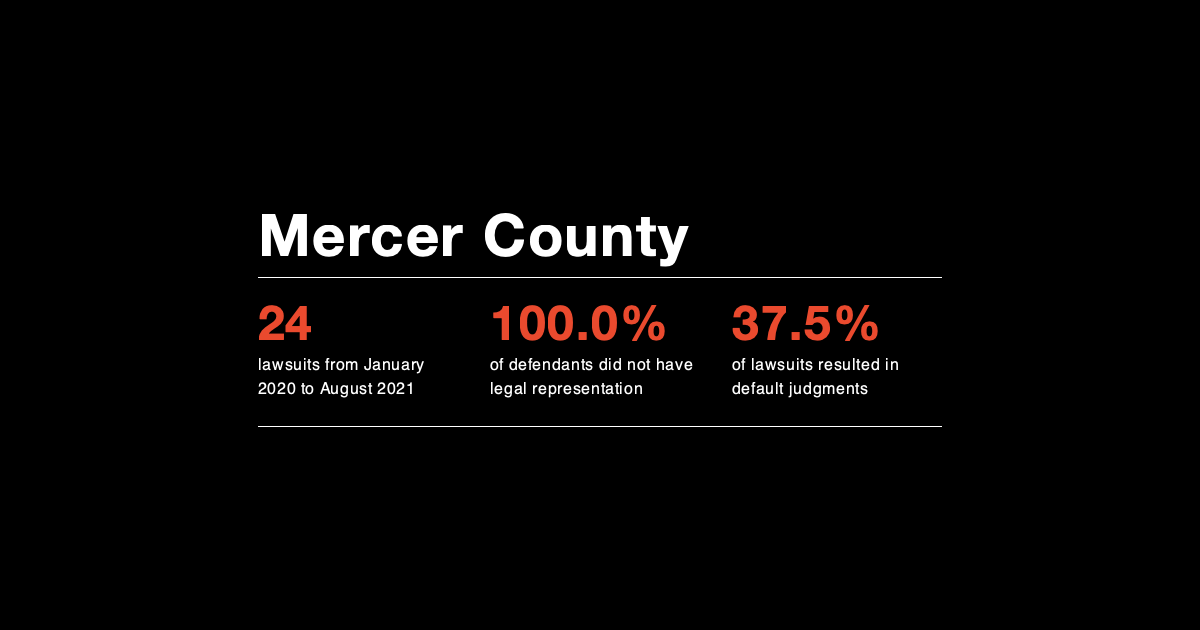 Mercer County
24
lawsuits from January
2020 to August 2021
100.0%
of defendants did not have
legal representation
37.5%
of lawsuits resulted in
default judgments